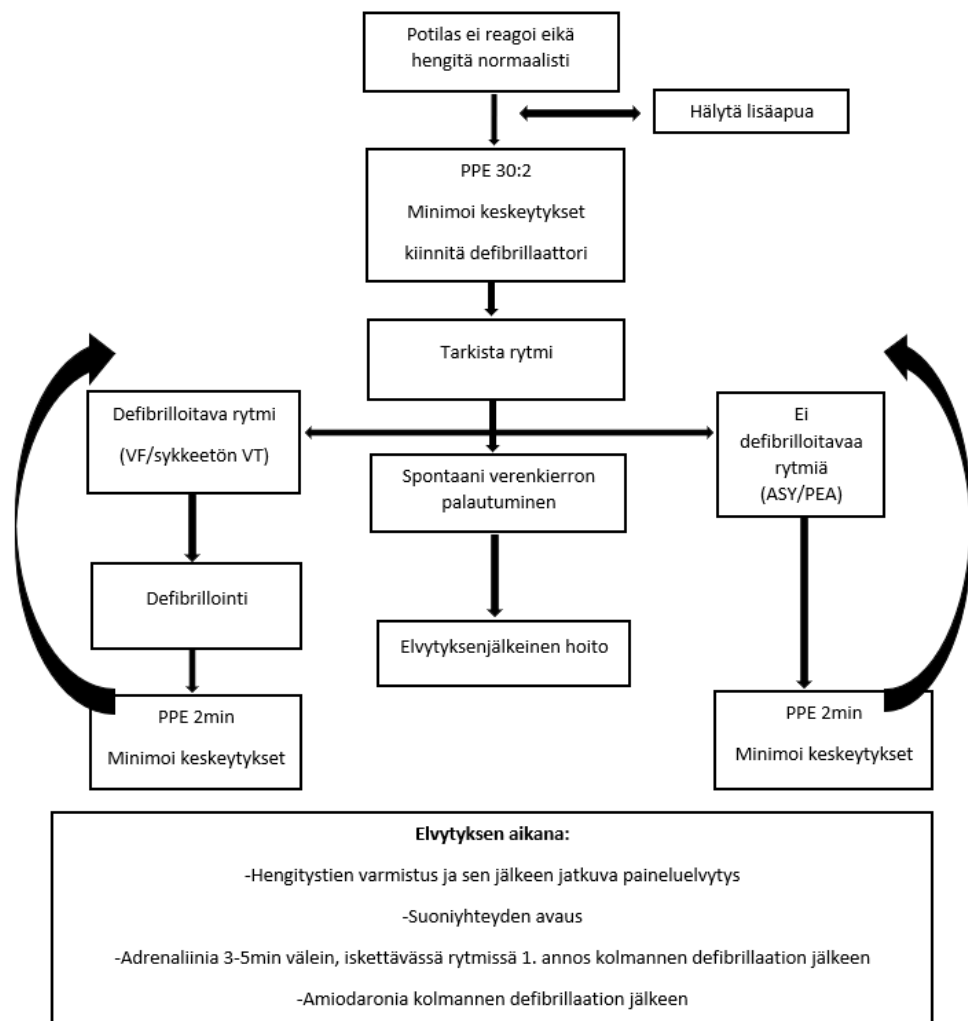 Potilas ei reagoi eikä
hengitä normaalisti
Hälytä lisäapua
PPE 30:2
Minimoi keskeytykset
kiinnitä defibrillaattori
Tarkista rytmi
Defibrilloitava rytmi
(VF/sykkeetön VT)
Spontaani verenkierron
palautuminen
Ei
defibrilloitavaa
rytmiä
(ASY/PEA)
Defibrillointi
Elvytyksenjälkeinen hoito
PPE 2min
Minimoi keskeytykset
PPE 2min
Minimoi keskeytykset
Elvytyksen aikana:
-Hengitystien varmistus ja sen jälkeen jatkuva paineluelvytys
-Suoniyhteyden avaus
-Adrenaliinia 3-5min välein, iskettävässä rytmissä 1. annos kolmannen defibrillaation jälkeen
-Amiodaronia kolmannen defibrillaation jälkeen